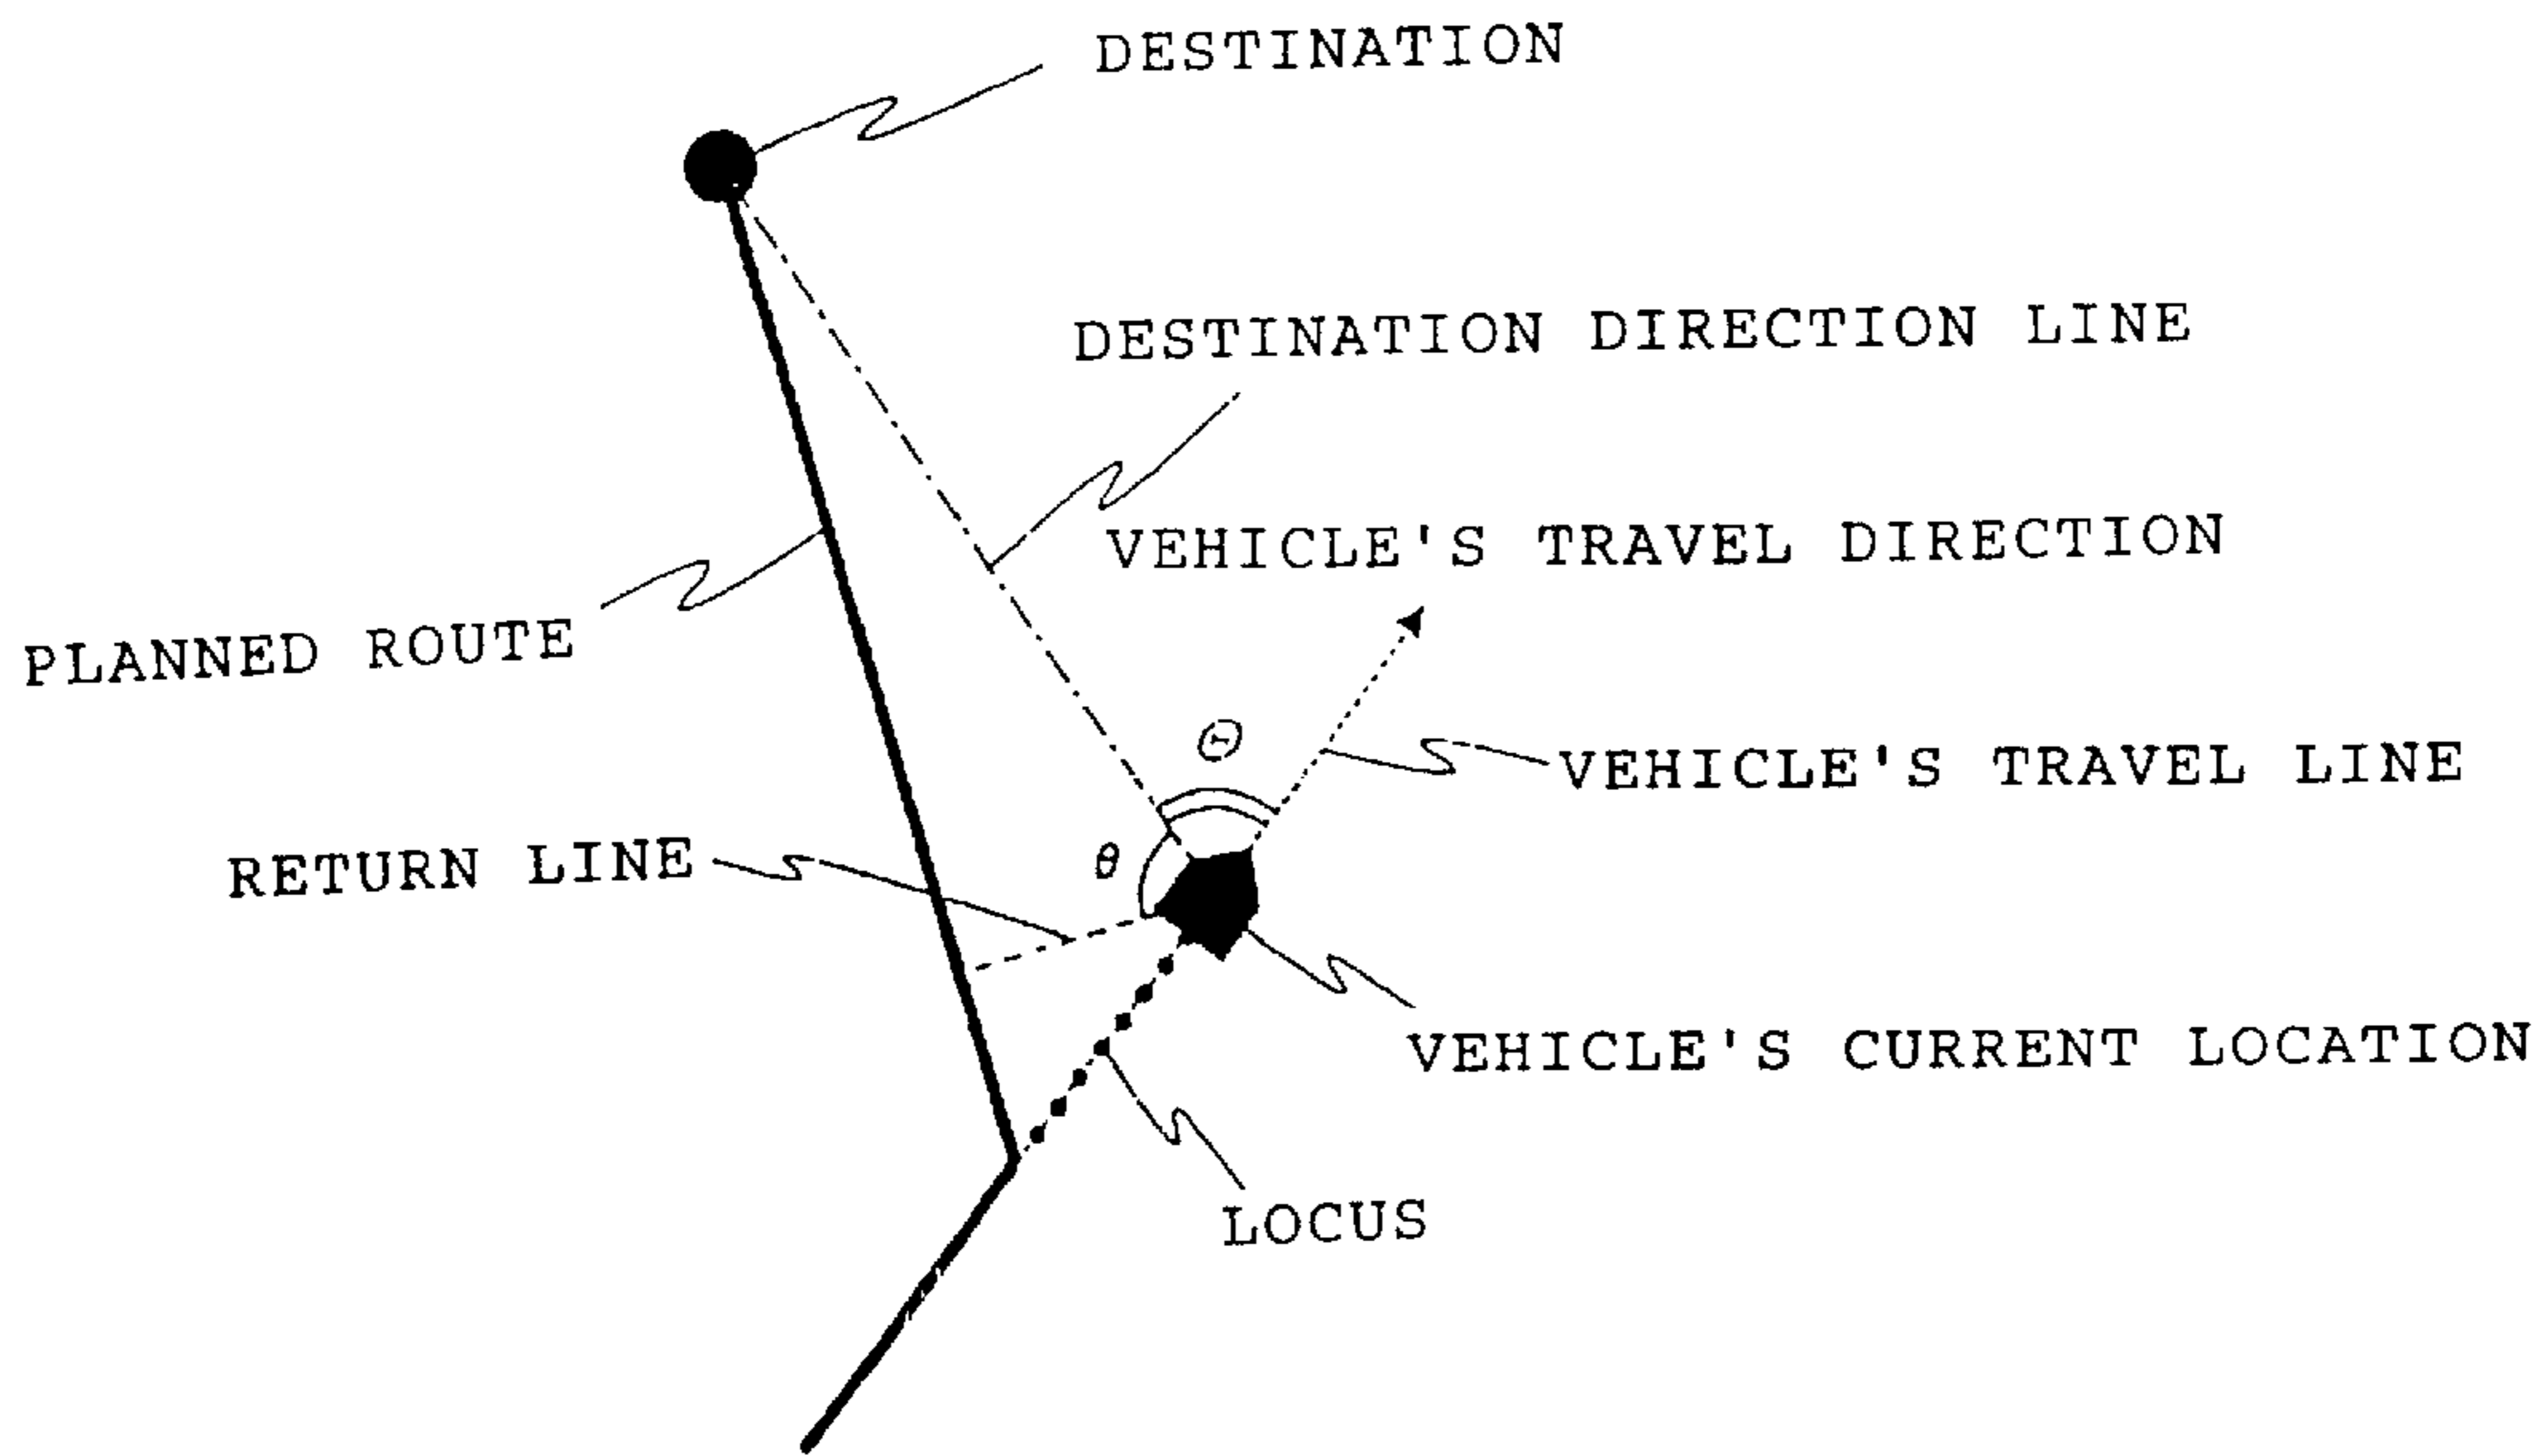 DESTINATION
DESTINATION DIRECTION LINE
VEHICLE'S TRAVEL DIRECTION
PLANNED ROUTE
Θ
VEHICLE'S TRAVEL LINE
RETURN LINE
θ
VEHICLE'S CURRENT LOCATION
LOCUS